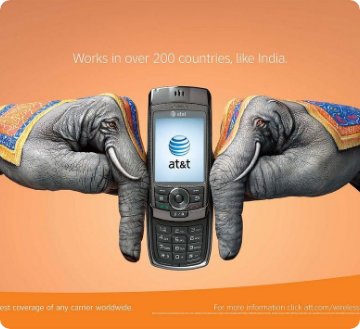 Works in over 200 countries, like India.
at&t
at&t
est coverage of any carrier worldwide.
For more information click att.com/wireless